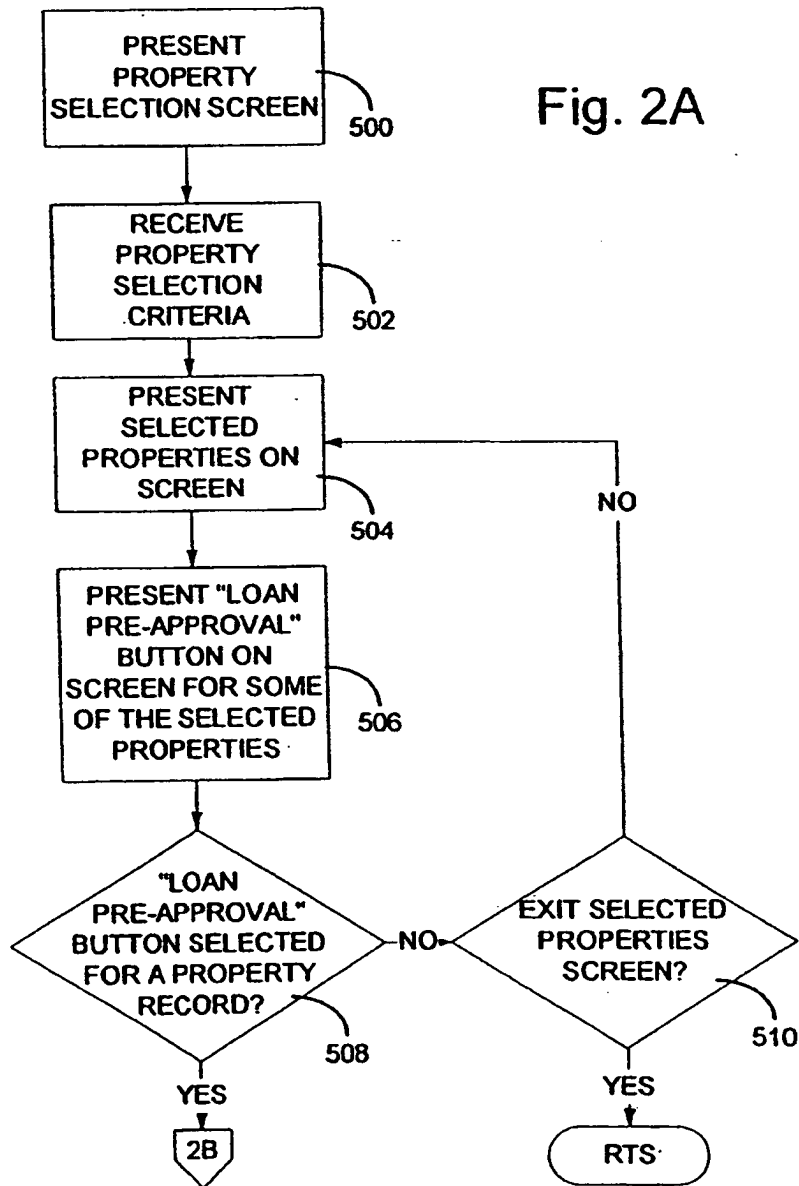 Fig. 2A
PRESENT
PROPERTY
SELECTION SCREEN
500
RECEIVE
PROPERTY
SELECTION
CRITERIA
502
PRESENT
SELECTED
PROPERTIES ON
SCREEN
504
NO
PRESENT "LOAN
PRE-APPROVAL"
BUTTON ON
SCREEN FOR SOME
OF THE SELECTED
PROPERTIES
506
"LOAN
PRE-APPROVAL"
BUTTON SELECTED
FOR A PROPERTY
RECORD?
508
NO
EXIT SELECTED
PROPERTIES
SCREEN?
510
YES
2B
YES
RTS